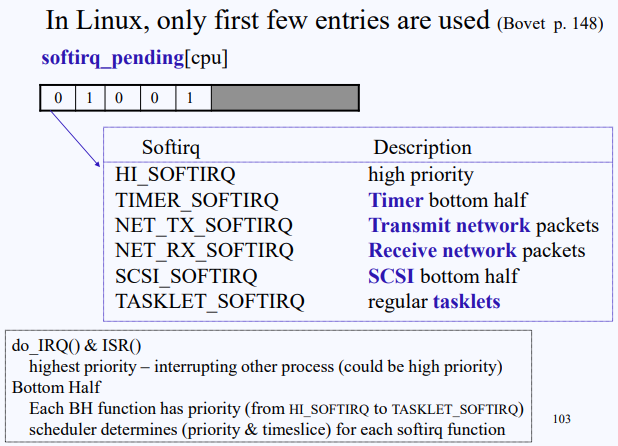 In Linux, only first few entries are used (Bovet p. 148)
softirq_pending[cpu]
0 1 0 0 1
Softirq Description
HI_SOFTIRQ high priority
TIMER_SOFTIRQ Timer bottom half
NET_TX_SOFTIRQ Transmit network packets
NET_RX_SOFTIRQ Receive network packets
SCSI_SOFTIRQ SCSI bottom half
TASKLET_SOFTIRQ regular tasklets
do_IRQ() & ISR()
highest priority – interrupting other process (could be high priority)
Bottom Half
Each BH function has priority (from HI_SOFTIRQ to TASKLET_SOFTIRQ)
scheduler determines (priority & timeslice) for each softirq function
103